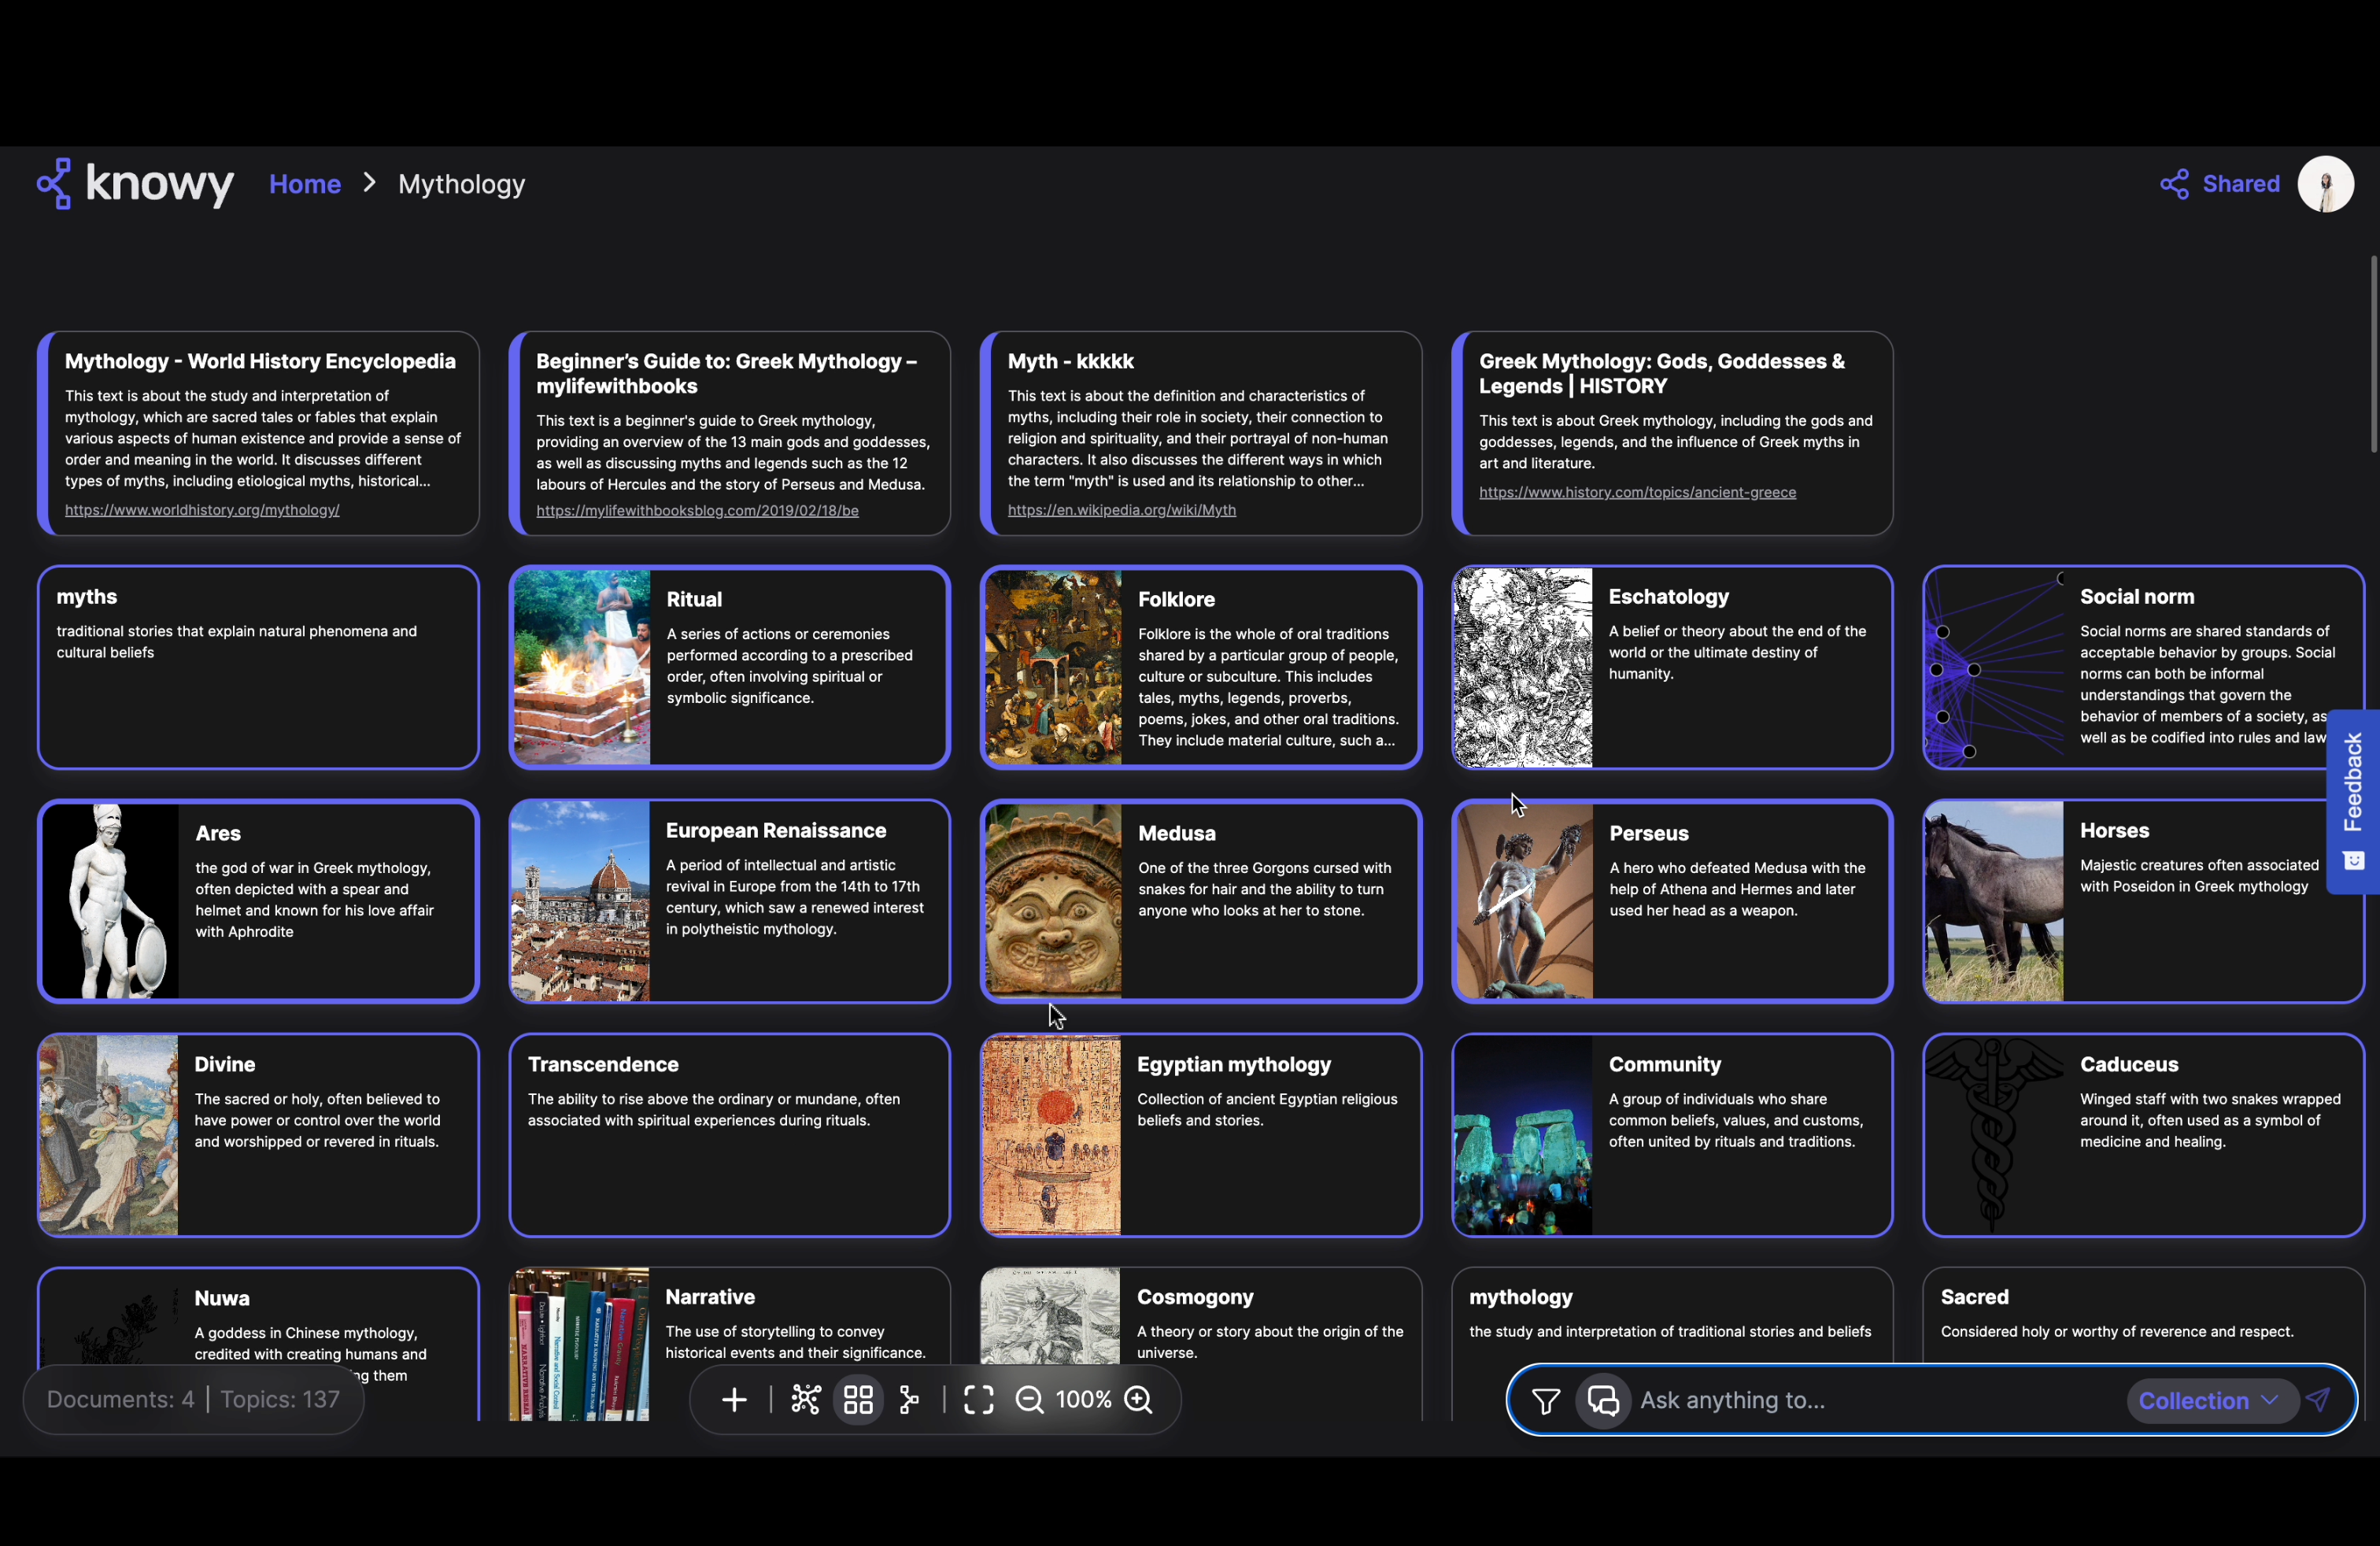 knowy
Home > Mythology
Shared
Mythology - World History Encyclopedia
This text is about the study and interpretation of
mythology, which are sacred tales or fables that explain
various aspects of human existence and provide a sense of
order and meaning in the world. It discusses different
types of myths, including etiological myths, historical...
https://www.worldhistory.org/mythology/
Beginner’s Guide to: Greek Mythology –
mylifewithbooks
This text is a beginner's guide to Greek mythology,
providing an overview of the 13 main gods and goddesses,
as well as discussing myths and legends such as the 12
labours of Hercules and the story of Perseus and Medusa.
https://mylifewithbooksblog.com/2019/02/18/be
Myth - kkkkk
This text is about the definition and characteristics of
myths, including their role in society, their connection to
religion and spirituality, and their portrayal of non-human
characters. It also discusses the different ways in which
the term "myth" is used and its relationship to other...
https://en.wikipedia.org/wiki/Myth
Greek Mythology: Gods, Goddesses &
Legends | HISTORY
This text is about Greek mythology, including the gods and
goddesses, legends, and the influence of Greek myths in
art and literature.
https://www.history.com/topics/ancient-greece
myths
traditional stories that explain natural phenomena and
cultural beliefs
Ritual
A series of actions or ceremonies
performed according to a prescribed
order, often involving spiritual or
symbolic significance.
Folklore
Folklore is the whole of oral traditions
shared by a particular group of people,
culture or subculture. This includes
tales, myths, legends, proverbs,
poems, jokes, and other oral traditions.
They include material culture, such a...
Eschatology
A belief or theory about the end of the
world or the ultimate destiny of
humanity.
Social norm
Social norms are shared standards of
acceptable behavior by groups. Social
norms can both be informal
understandings that govern the
behavior of members of a society, as
well as be codified into rules and law
Feedback
Ares
the god of war in Greek mythology,
often depicted with a spear and
helmet and known for his love affair
with Aphrodite
European Renaissance
A period of intellectual and artistic
revival in Europe from the 14th to 17th
century, which saw a renewed interest
in polytheistic mythology.
Medusa
One of the three Gorgons cursed with
snakes for hair and the ability to turn
anyone who looks at her to stone.
Perseus
A hero who defeated Medusa with the
help of Athena and Hermes and later
used her head as a weapon.
Horses
Majestic creatures often associated
with Poseidon in Greek mythology
Divine
The sacred or holy, often believed to
have power or control over the world
and worshipped or revered in rituals.
Transcendence
The ability to rise above the ordinary or mundane, often
associated with spiritual experiences during rituals.
Egyptian mythology
Collection of ancient Egyptian religious
beliefs and stories.
Community
A group of individuals who share
common beliefs, values, and customs,
often united by rituals and traditions.
Caduceus
Winged staff with two snakes wrapped
around it, often used as a symbol of
medicine and healing.
Nuwa
A goddess in Chinese mythology,
credited with creating humans and
ng them
Narrative
The use of storytelling to convey
historical events and their significance.
Cosmogony
A theory or story about the origin of the
universe.
mythology
the study and interpretation of traditional stories and beliefs
Sacred
Considered holy or worthy of reverence and respect.
Documents: 4 | Topics: 137
100%
Ask anything to...
Collection